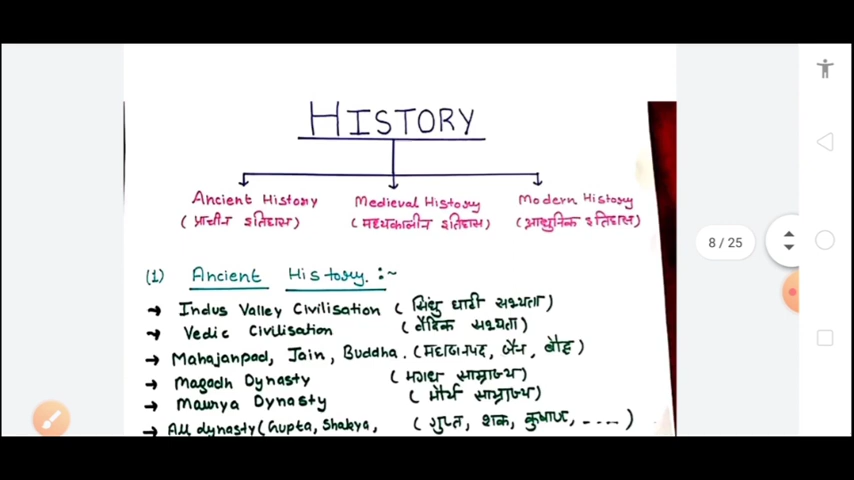 HISTORY
Ancient History Medieval History Modern History
(प्राचीन इतिहास) (मध्यकालीन इतिहास) (आधुनिक इतिहास)
(1) Ancient History :~
→ Indus Valley Civilisation (सिंधु घाटी सभ्यता)
→ Vedic Civilisation (वैदिक सभ्यता)
→ Mahajanpad, Jain, Buddha. (महाजनपद, जैन, बौद्ध)
→ Magadh Dynasty (मगध साम्राज्य)
→ Maurya Dynasty (मौर्य साम्राज्य)
→ All dynasty (Gupta, Shakya, (गुप्त, शक, कुषाण, ....)
8 / 25